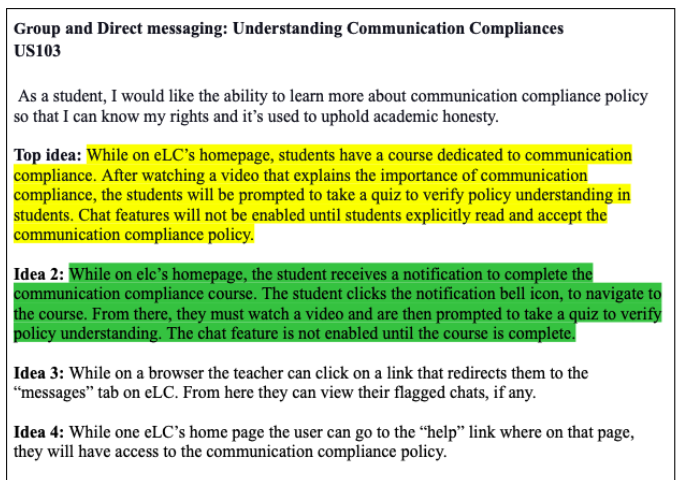 Group and Direct messaging: Understanding Communication Compliances
US103
As a student, I would like the ability to learn more about communication compliance policy
so that I can know my rights and it’s used to uphold academic honesty.
Top idea: While on eLC’s homepage, students have a course dedicated to communication
compliance. After watching a video that explains the importance of communication
compliance, the students will be prompted to take a quiz to verify policy understanding in
students. Chat features will not be enabled until students explicitly read and accept the
communication compliance policy.
Idea 2: While on elc’s homepage, the student receives a notification to complete the
communication compliance course. The student clicks the notification bell icon, to navigate to
the course. From there, they must watch a video and are then prompted to take a quiz to verify
policy understanding. The chat feature is not enabled until the course is complete.
Idea 3: While on a browser the teacher can click on a link that redirects them to the
“messages” tab on eLC. From here they can view their flagged chats, if any.
Idea 4: While one eLC’s home page the user can go to the “help” link where on that page,
they will have access to the communication compliance policy.